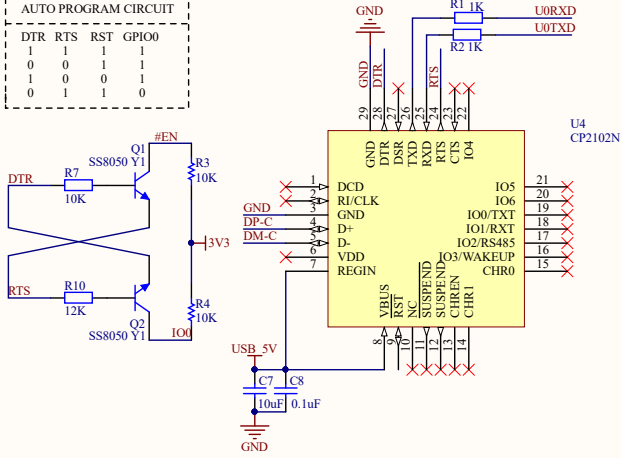 AUTO PROGRAM CIRCUIT
DTR RTS RST GPIO0
1 1 1 1
0 0 1 1
1 0 0 1
0 1 1 0
GND
R1 1K
U0RXD
R2 1K
U0TXD
GND
DTR
RTS
29
28
27
26
25
24
23
22
GND
DTR
DSR
TXD
RXD
RTS
CTS
IO4
U4
CP2102N
#EN
Q1
SS8050 Y1
R3
10K
DTR
R7
10K
3V3
RTS
R10
12K
Q2
SS8050 Y1
R4
10K
IO0
1 DCD
2 RI/CLK
GND 3 GND
DP-C 4 D+
DM-C 5 D-
6 VDD
7 REGIN
IO5 21
IO6 20
IO0/TXT 19
IO1/RXT 18
IO2/RS485 17
IO3/WAKEUP 16
CHR0 15
VBUS
RST
NC
SUSPEND
SUSPEND
CHREN
CHR1
8
9
10
11
12
13
14
USB_5V
C7
10uF
C8
0.1uF
GND